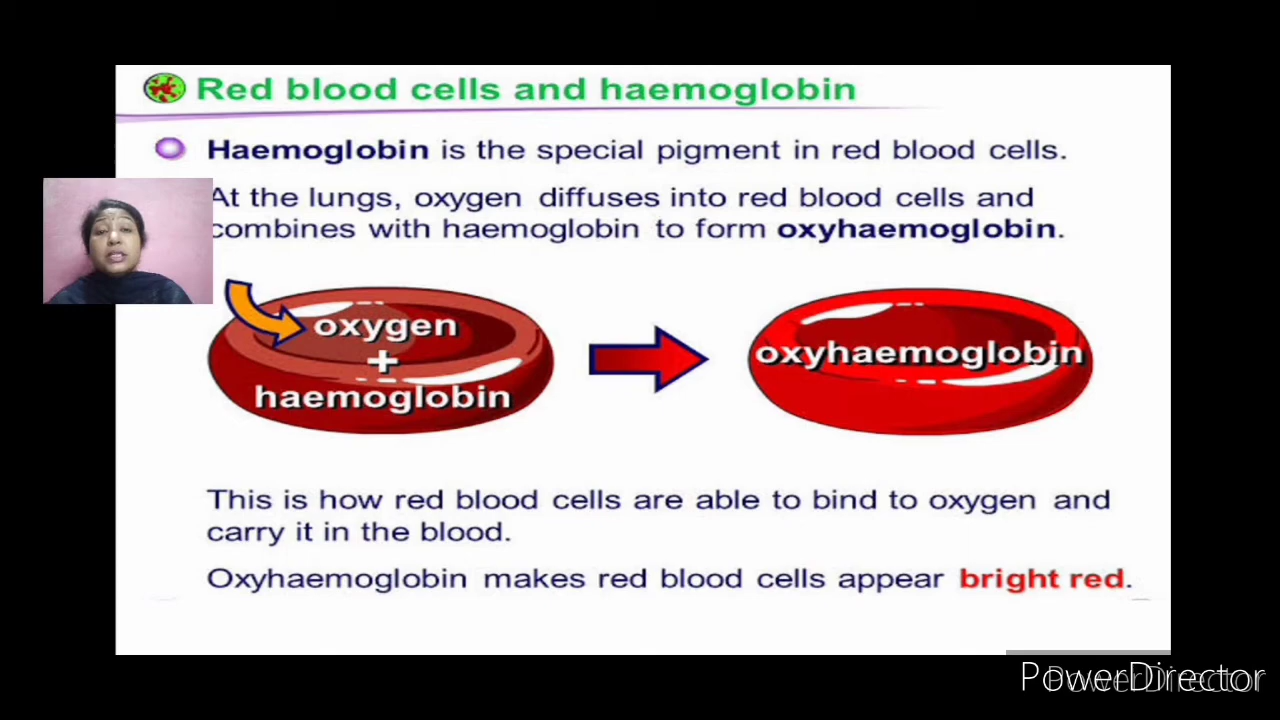 Red blood cells and haemoglobin
Haemoglobin is the special pigment in red blood cells.
At the lungs, oxygen diffuses into red blood cells and
combines with haemoglobin to form oxyhaemoglobin.
oxygen
+
haemoglobin
oxyhaemoglobin
This is how red blood cells are able to bind to oxygen and
carry it in the blood.
Oxyhaemoglobin makes red blood cells appear bright red.
PowerDirector
PowerDirector